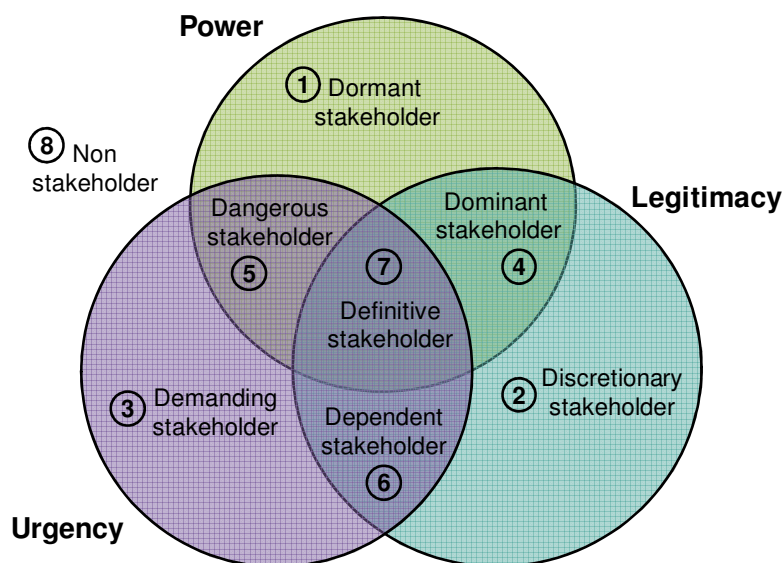 Power
1 Dormant
stakeholder
8 Non
stakeholder
Legitimacy
Dangerous
stakeholder
5
Dominant
stakeholder
4
7
Definitive
stakeholder
3 Demanding
stakeholder
2 Discretionary
stakeholder
Dependent
stakeholder
6
Urgency